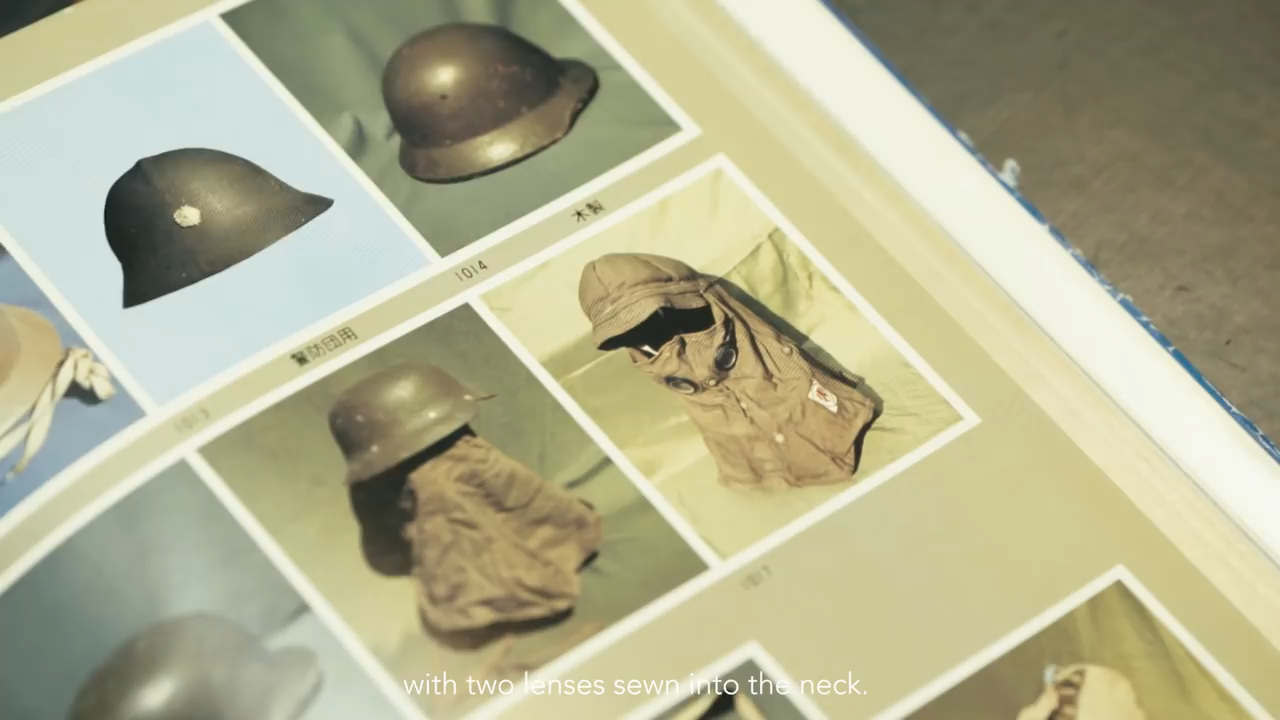 木製
1014
警防団用
1013
1017
with two lenses sewn into the neck.